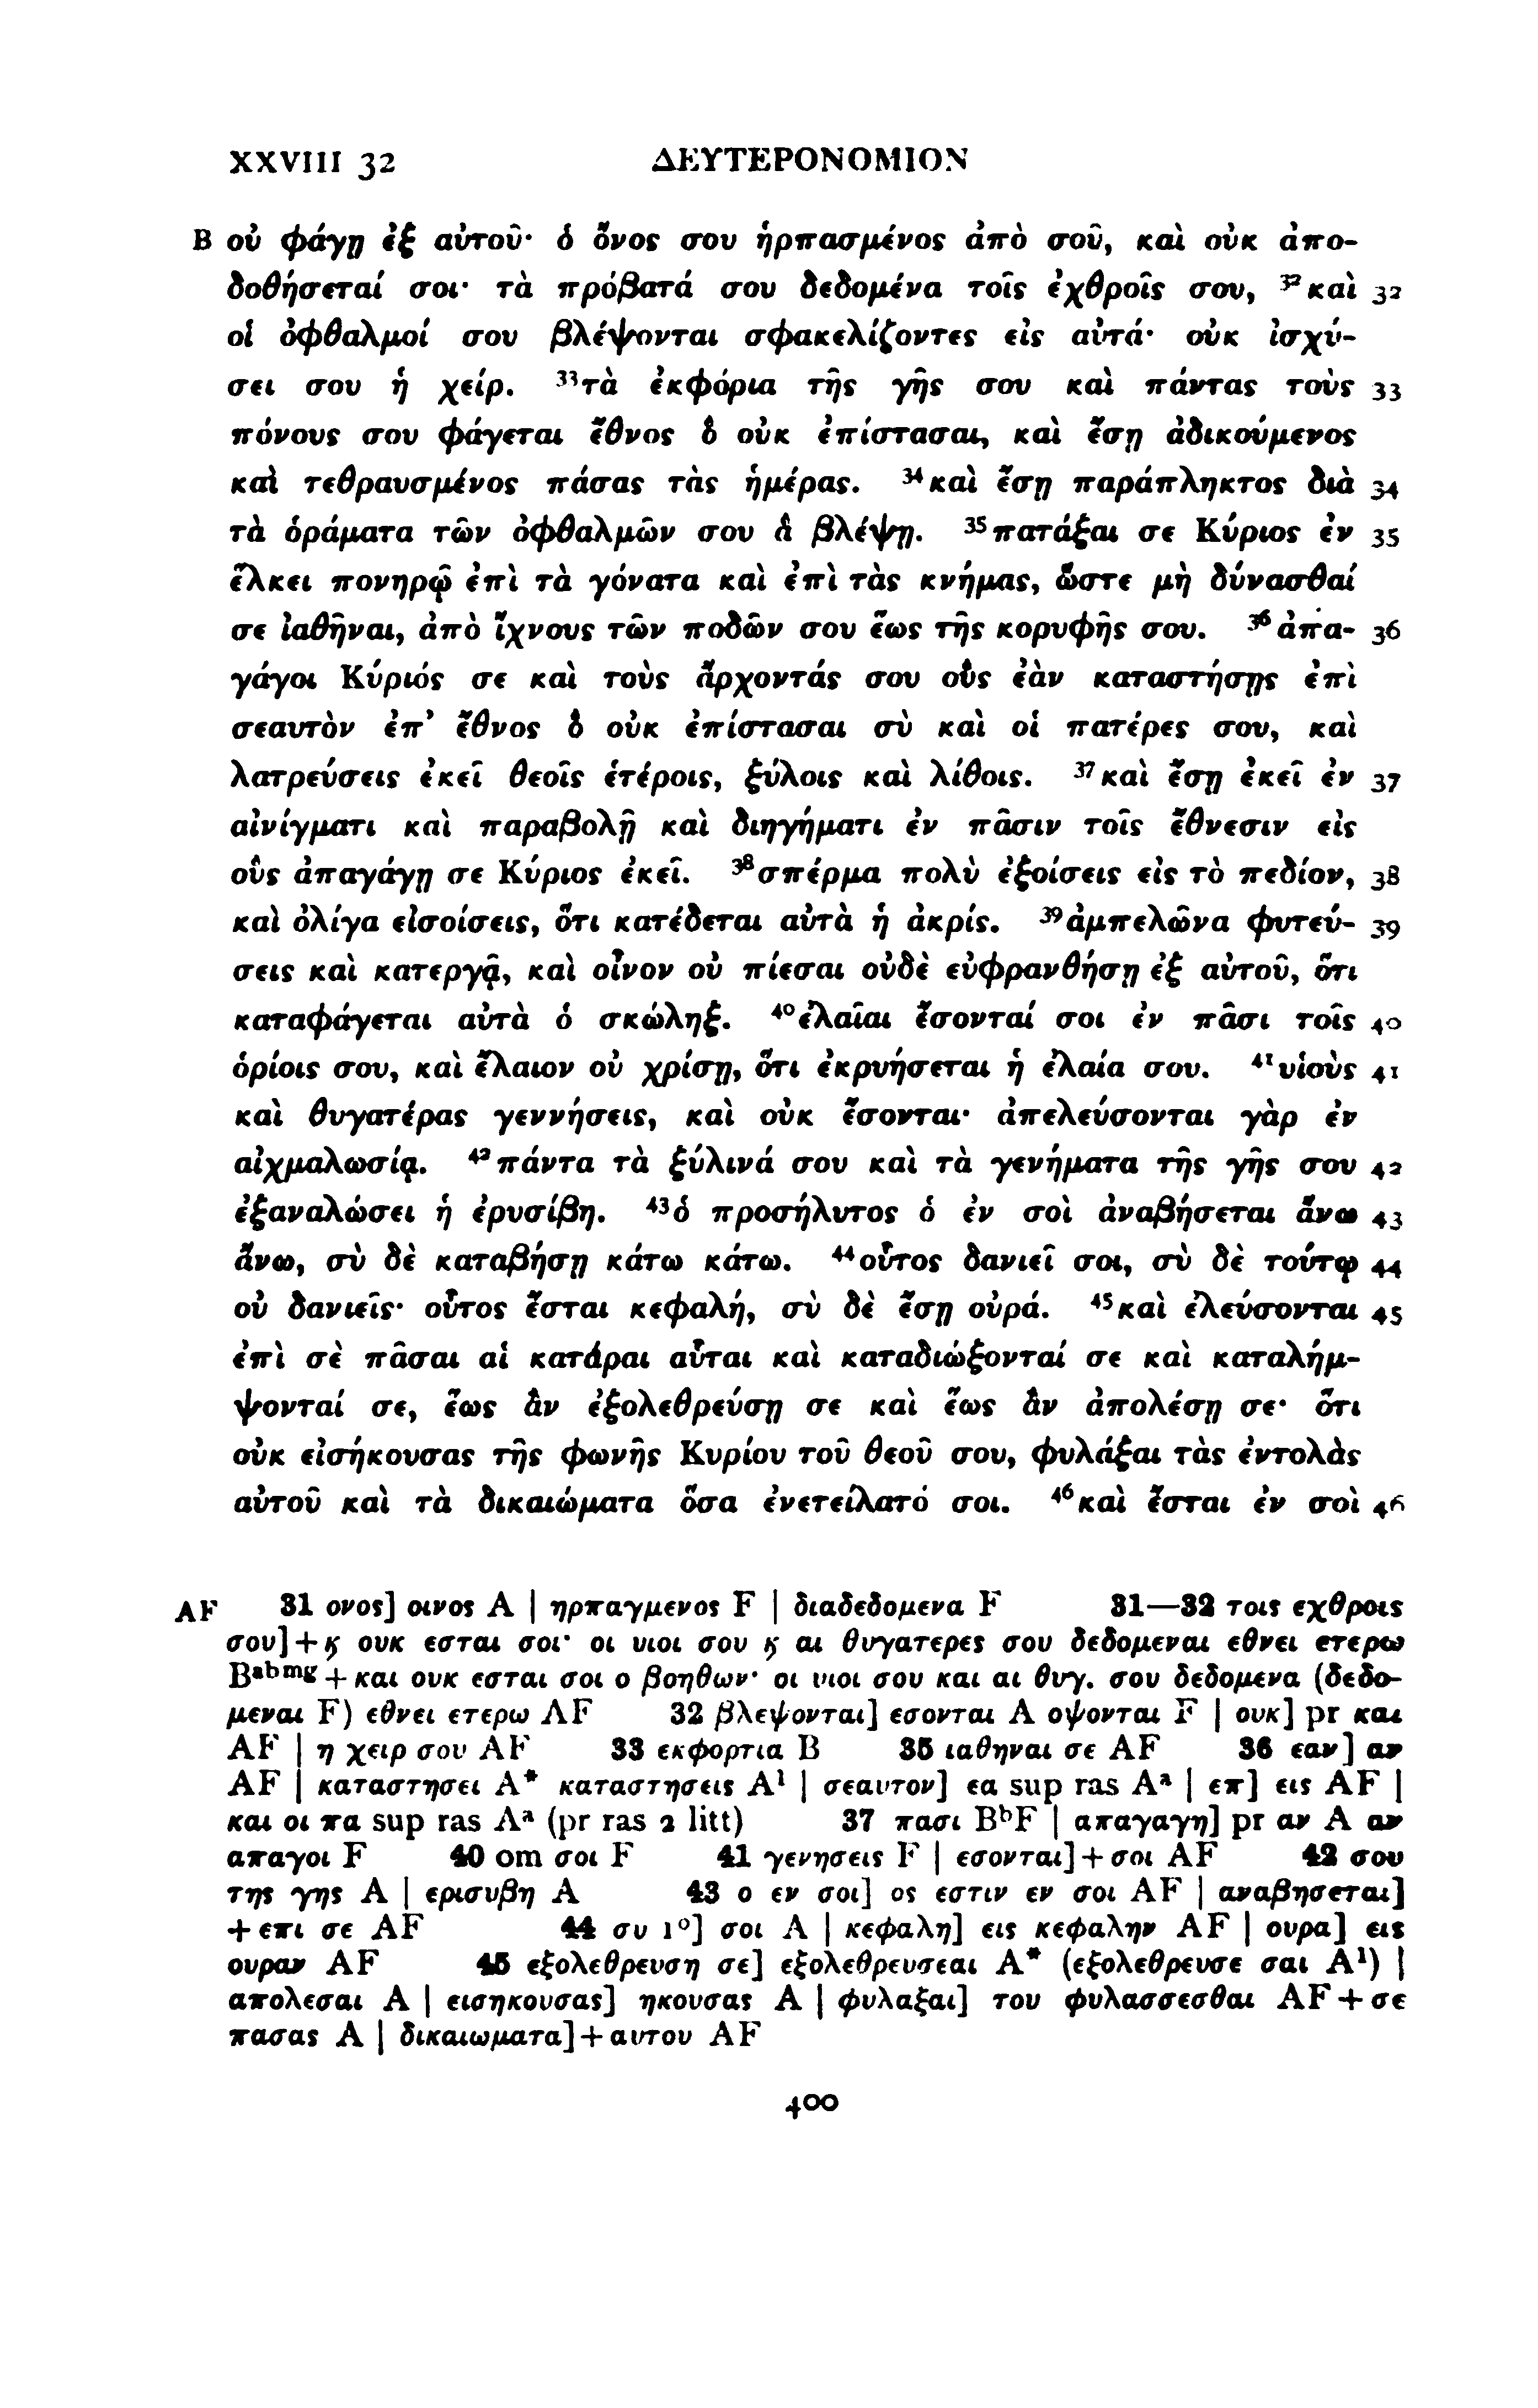 XXVIII 32 ΔΕΥΤΕΡΟΝΟΜΙΟΝ
B οὐ φάγῃ ἐξ αὐτοῦ· ὁ ὄνος σου ἡρπασμένος ἀπὸ σοῦ, καὶ οὐκ ἀπο-
δοθήσεταί σοι· τὰ πρόβατά σου δεδομένα τοῖς ἐχθροῖς σου, ³²καὶ 32
οἱ ὀφθαλμοί σου βλέψονται σφακελίζοντες εἰς αὐτά· οὐκ ἰσχύ-
σει σου ἡ χείρ. ³³τὰ ἐκφόρια τῆς γῆς σου καὶ πάντας τοὺς 33
πόνους σου φάγεται ἔθνος ὃ οὐκ ἐπίστασαι, καὶ ἔσῃ ἀδικούμενος
καὶ τεθραυσμένος πάσας τὰς ἡμέρας. ³⁴καὶ ἔσῃ παράπληκτος διὰ 34
τὰ ὁράματα τῶν ὀφθαλμῶν σου ἃ βλέψῃ. ³⁵πατάξαι σε Κύριος ἐν 35
ἕλκει πονηρῷ ἐπὶ τὰ γόνατα καὶ ἐπὶ τὰς κνήμας, ὥστε μὴ δύνασθαί
σε ἰαθῆναι, ἀπὸ ἴχνους τῶν ποδῶν σου ἕως τῆς κορυφῆς σου. ³⁶ἀπα- 36
γάγοι Κύριός σε καὶ τοὺς ἄρχοντάς σου οὓς ἐὰν καταστήσῃς ἐπὶ
σεαυτὸν ἐπ’ ἔθνος ὃ οὐκ ἐπίστασαι σὺ καὶ οἱ πατέρες σου, καὶ
λατρεύσεις ἐκεῖ θεοῖς ἑτέροις, ξύλοις καὶ λίθοις. ³⁷καὶ ἔσῃ ἐκεῖ ἐν 37
αἰνίγματι καὶ παραβολῇ καὶ διηγήματι ἐν πᾶσιν τοῖς ἔθνεσιν εἰς
οὓς ἀπαγάγῃ σε Κύριος ἐκεῖ. ³⁸σπέρμα πολὺ ἐξοίσεις εἰς τὸ πεδίον, 38
καὶ ὀλίγα εἰσοίσεις, ὅτι κατέδεται αὐτὰ ἡ ἀκρίς. ³⁹ἀμπελῶνα φυτεύ- 39
σεις καὶ κατεργᾷ, καὶ οἶνον οὐ πίεσαι οὐδὲ εὐφρανθήσῃ ἐξ αὐτοῦ, ὅτι
καταφάγεται αὐτὰ ὁ σκώληξ. ⁴⁰ἐλαῖαι ἔσονταί σοι ἐν πᾶσι τοῖς 40
ὁρίοις σου, καὶ ἔλαιον οὐ χρίσῃ, ὅτι ἐκρυήσεται ἡ ἐλαία σου. ⁴¹υἱοὺς 41
καὶ θυγατέρας γεννήσεις, καὶ οὐκ ἔσονται· ἀπελεύσονται γὰρ ἐν
αἰχμαλωσίᾳ. ⁴²πάντα τὰ ξύλινά σου καὶ τὰ γενήματα τῆς γῆς σου 42
ἐξαναλώσει ἡ ἐρυσίβη. ⁴³ὁ προσήλυτος ὁ ἐν σοὶ ἀναβήσεται ἄνω 43
ἄνω, σὺ δὲ καταβήσῃ κάτω κάτω. ⁴⁴οὗτος δανιεῖ σοι, σὺ δὲ τούτῳ 44
οὐ δανιεῖς· οὗτος ἔσται κεφαλή, σὺ δὲ ἔσῃ οὐρά. ⁴⁵καὶ ἐλεύσονται 45
ἐπὶ σὲ πᾶσαι αἱ κατάραι αὗται καὶ καταδιώξονταί σε καὶ καταλήμ-
ψονταί σε, ἕως ἂν ἐξολεθρεύσῃ σε καὶ ἕως ἂν ἀπολέσῃ σε· ὅτι
οὐκ εἰσήκουσας τῆς φωνῆς Κυρίου τοῦ θεοῦ σου, φυλάξαι τὰς ἐντολὰς
αὐτοῦ καὶ τὰ δικαιώματα ὅσα ἐνετείλατό σοι. ⁴⁶καὶ ἔσται ἐν σοὶ 46
AF 31 ονος] οινος A | ηρπαγμενος F | διαδεδομενα F 31—32 τοις εχθροις
σου]+ϗ ουκ εσται σοι· οι υιοι σου ϗ αι θυγατερες σου δεδομεναι εθνει ετερω
Bᵃᵇᵐᵍ+και ουκ εσται σοι ο βοηθων· οι υιοι σου και αι θυγ. σου δεδομενα (δεδο-
μεναι F) εθνει ετερω AF 32 βλεψονται] εσονται A οψονται F | ουκ] pr και
AF | η χειρ σου AF 33 εκφορτια B 35 ιαθηναι σε AF 36 εαν] αν
AF | καταστησει A* καταστησεις A¹ | σεαυτον] εα sup ras Aᵃ | επ] εις AF |
και οι πα sup ras Aᵃ (pr ras 2 litt) 37 πασι BᵇF | απαγαγη] pr αν A αν
απαγοι F 40 om σοι F 41 γενησεις F | εσονται]+σοι AF 42 σου
της γης A | ερισυβη A 43 ο εν σοι] ος εστιν εν σοι AF | αναβησεται]
+επι σε AF 44 συ 1º] σοι A | κεφαλη] εις κεφαλην AF | ουρα] εις
ουραν AF 45 εξολεθρευση σε] εξολεθρευσεαι A* (εξολεθρευσε σαι A¹) |
απολεσαι A | εισηκουσας] ηκουσας A | φυλαξαι] του φυλασσεσθαι AF+σε
πασας A | δικαιωματα]+αυτου AF
400